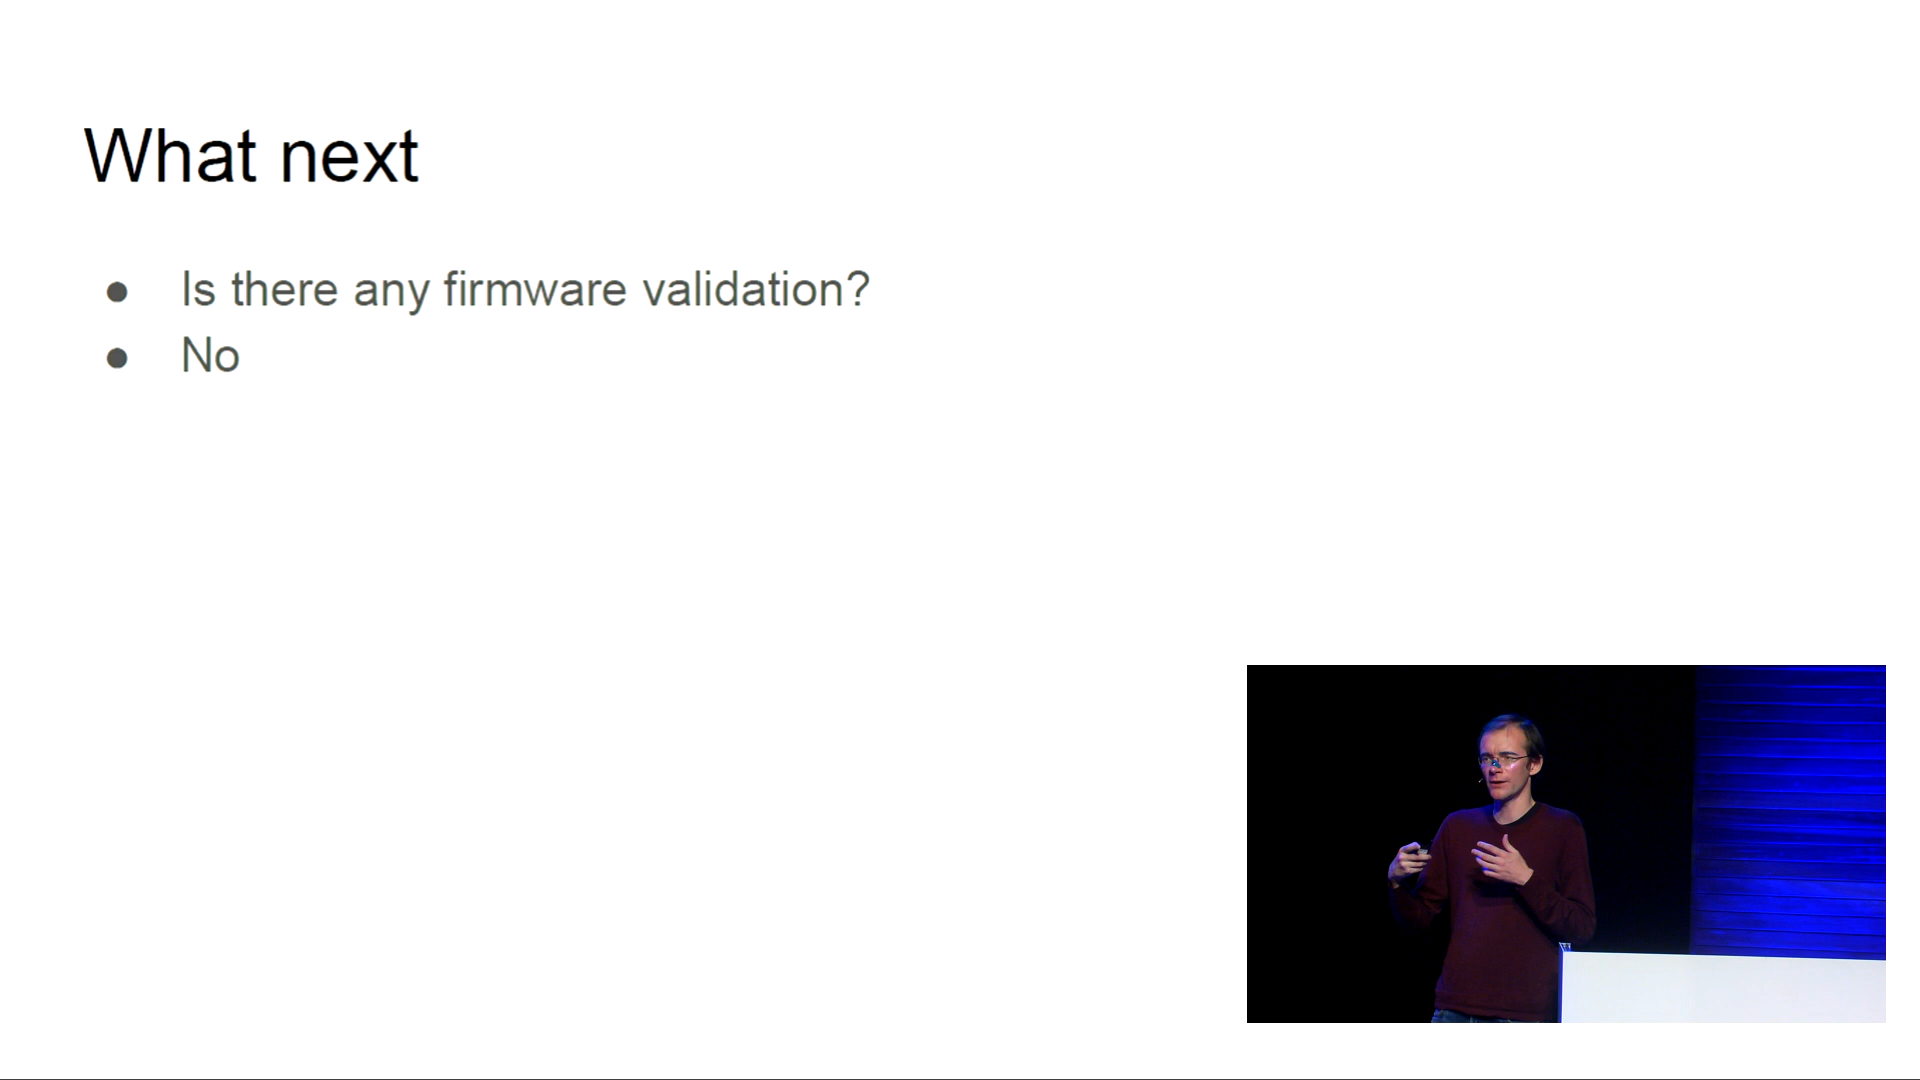 What next
● Is there any firmware validation?
● No